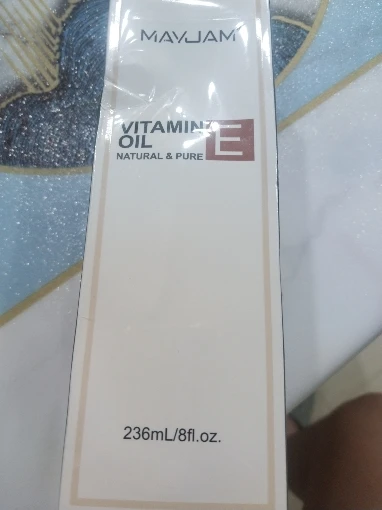 MAYJAM
VITAMIN E
OIL
NATURAL & PURE
236mL/8fl.oz.